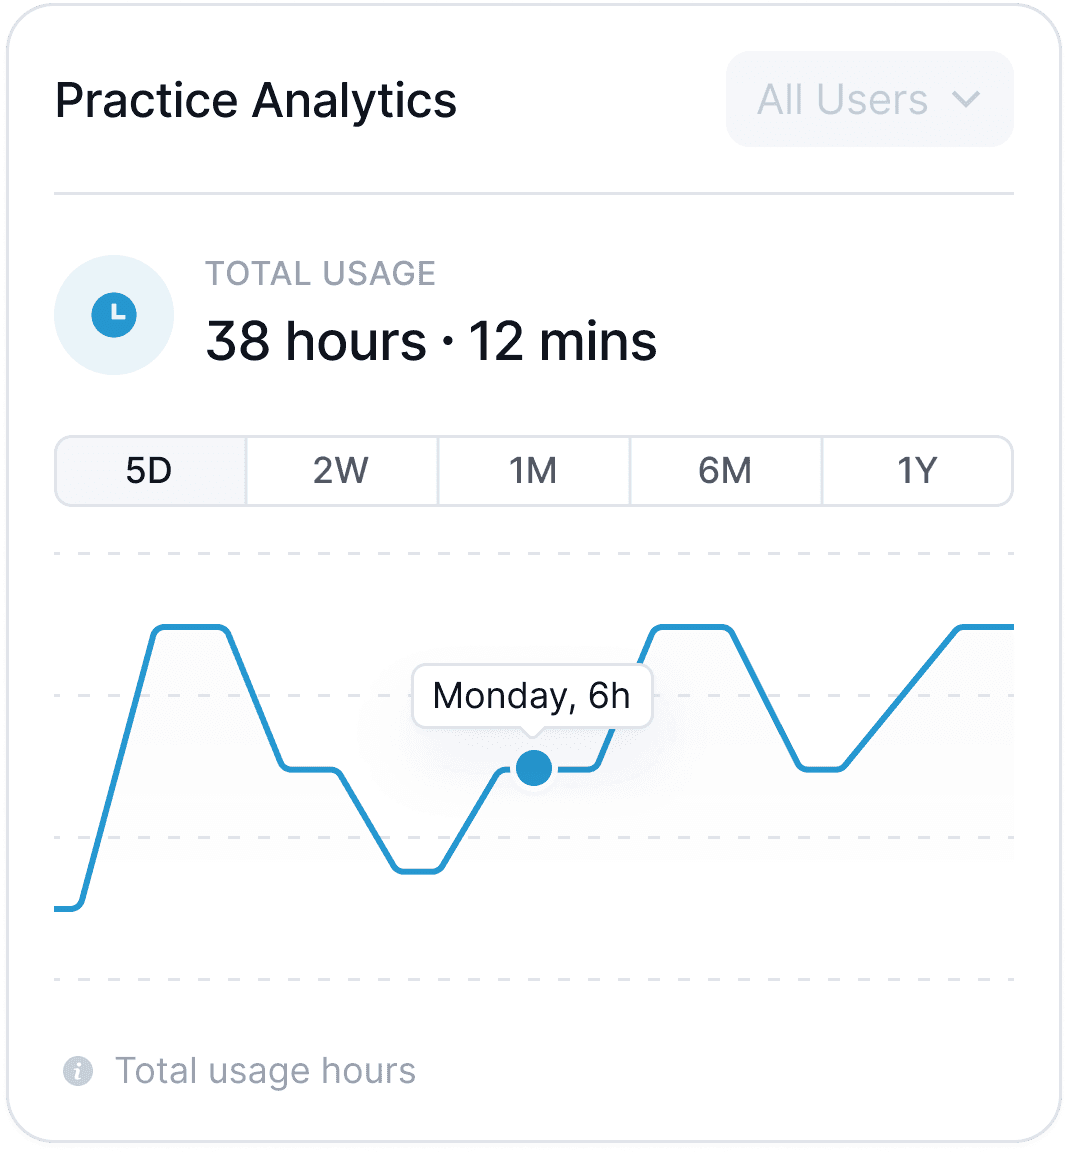 Practice Analytics
All Users
TOTAL USAGE
38 hours · 12 mins
5D 2W 1M 6M 1Y
Monday, 6h
Total usage hours